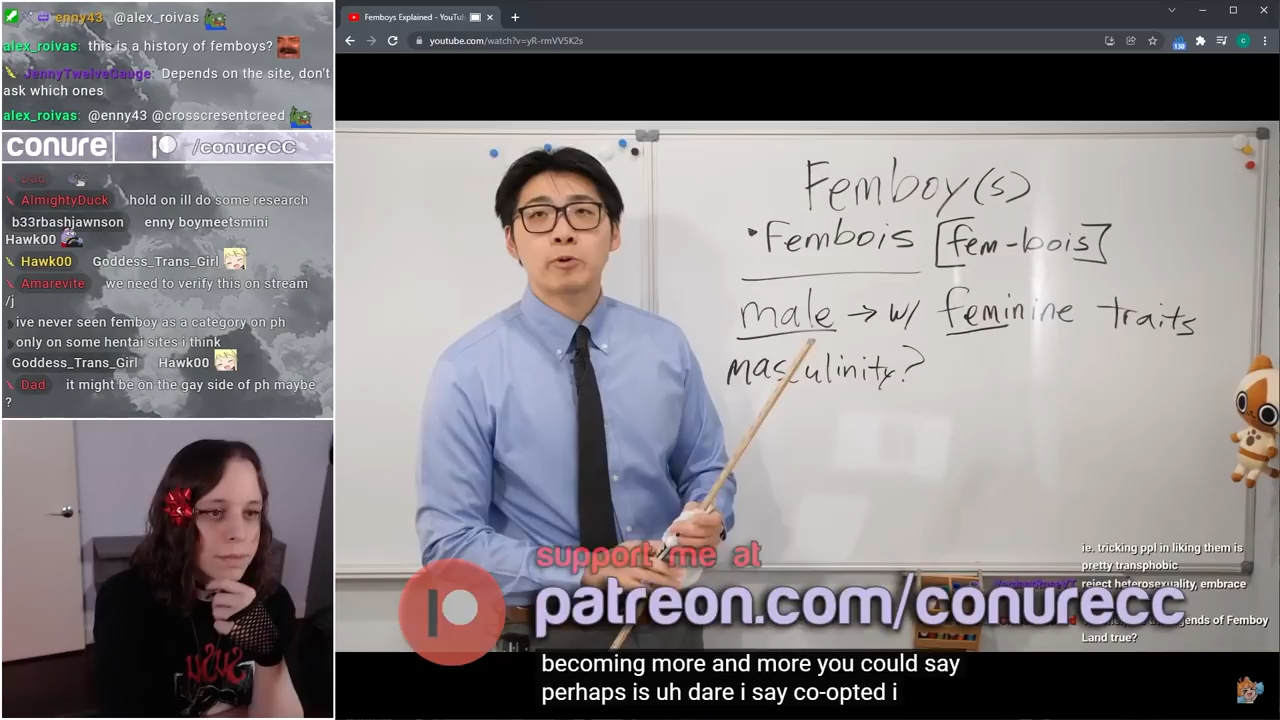 enny43 @alex_roivas
alex_roivas: this is a history of femboys?
JennyTwelveGauge: Depends on the site, don't
ask which ones
alex_roivas: @enny43 @crosscresentcreed
conure /conureCC
Dad
AlmightyDuck hold on ill do some research
b33rbashjawnson enny boymeetsmini
Hawk00
Hawk00 Goddess_Trans_Girl
Amarevite we need to verify this on stream
/j
ive never seen femboy as a category on ph
only on some hentai sites i think
Goddess_Trans_Girl Hawk00
Dad it might be on the gay side of ph maybe
?
Femboys Explained - YouTub
youtube.com/watch?v=yR-rmVV5K2s
130
c
Femboy(s)
•Fembois [fem-bois]
male → w/ feminine traits
masculinity?
support me at
patreon.com/conurecc
ie. tricking ppl in liking them is
pretty transphobic
reject heterosexuality, embrace
ends of Femboy
Land true?
becoming more and more you could say
perhaps is uh dare i say co-opted i